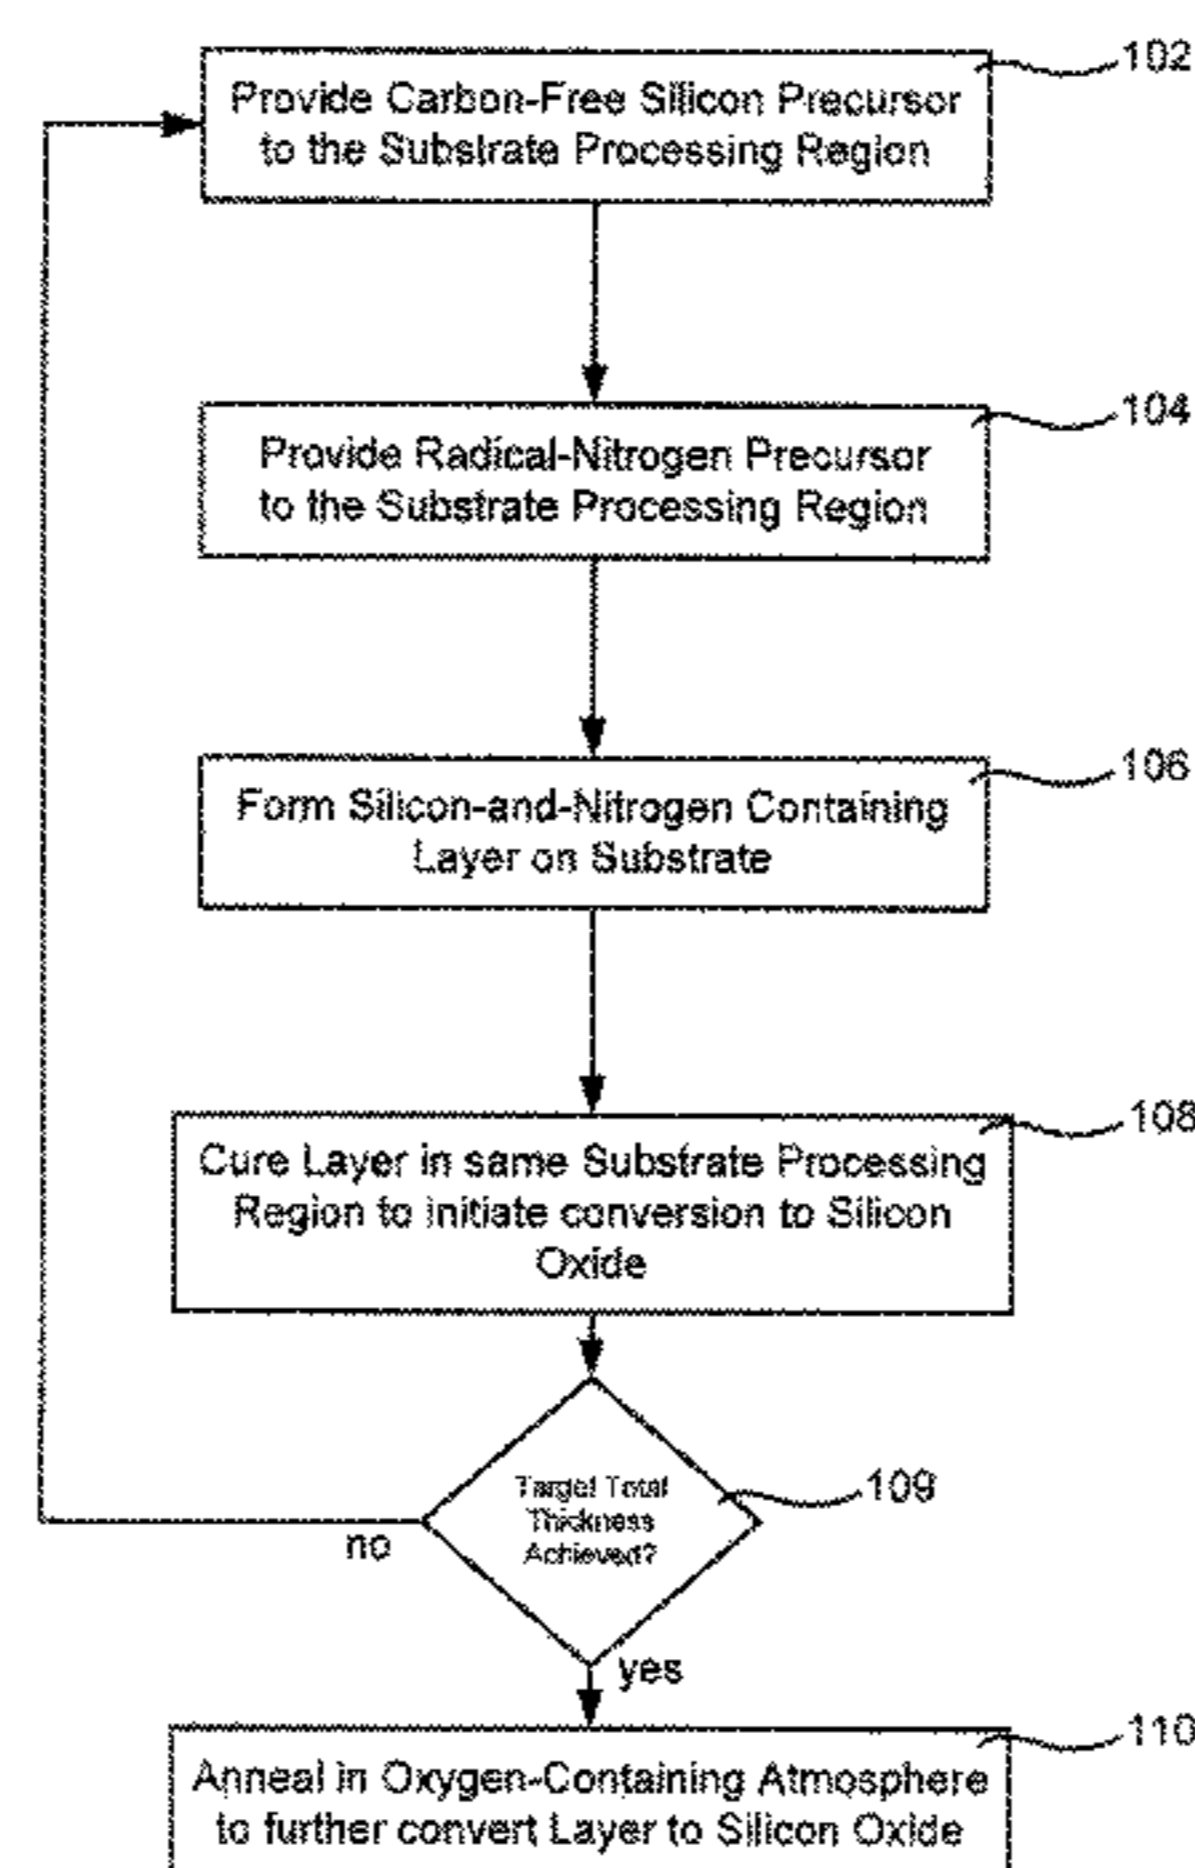 102
Provide Carbon-Free Silicon Precursor
to the Substrate Processing Region
104
Provide Radical-Nitrogen Precursor
to the Substrate Processing Region
106
Form Silicon-and-Nitrogen Containing
Layer on Substrate
108
Cure Layer in same Substrate Processing
Region to initiate conversion to Silicon
Oxide
109
Target Total
Thickness
Achieved?
no
yes
110
Anneal in Oxygen-Containing Atmosphere
to further convert Layer to Silicon Oxide